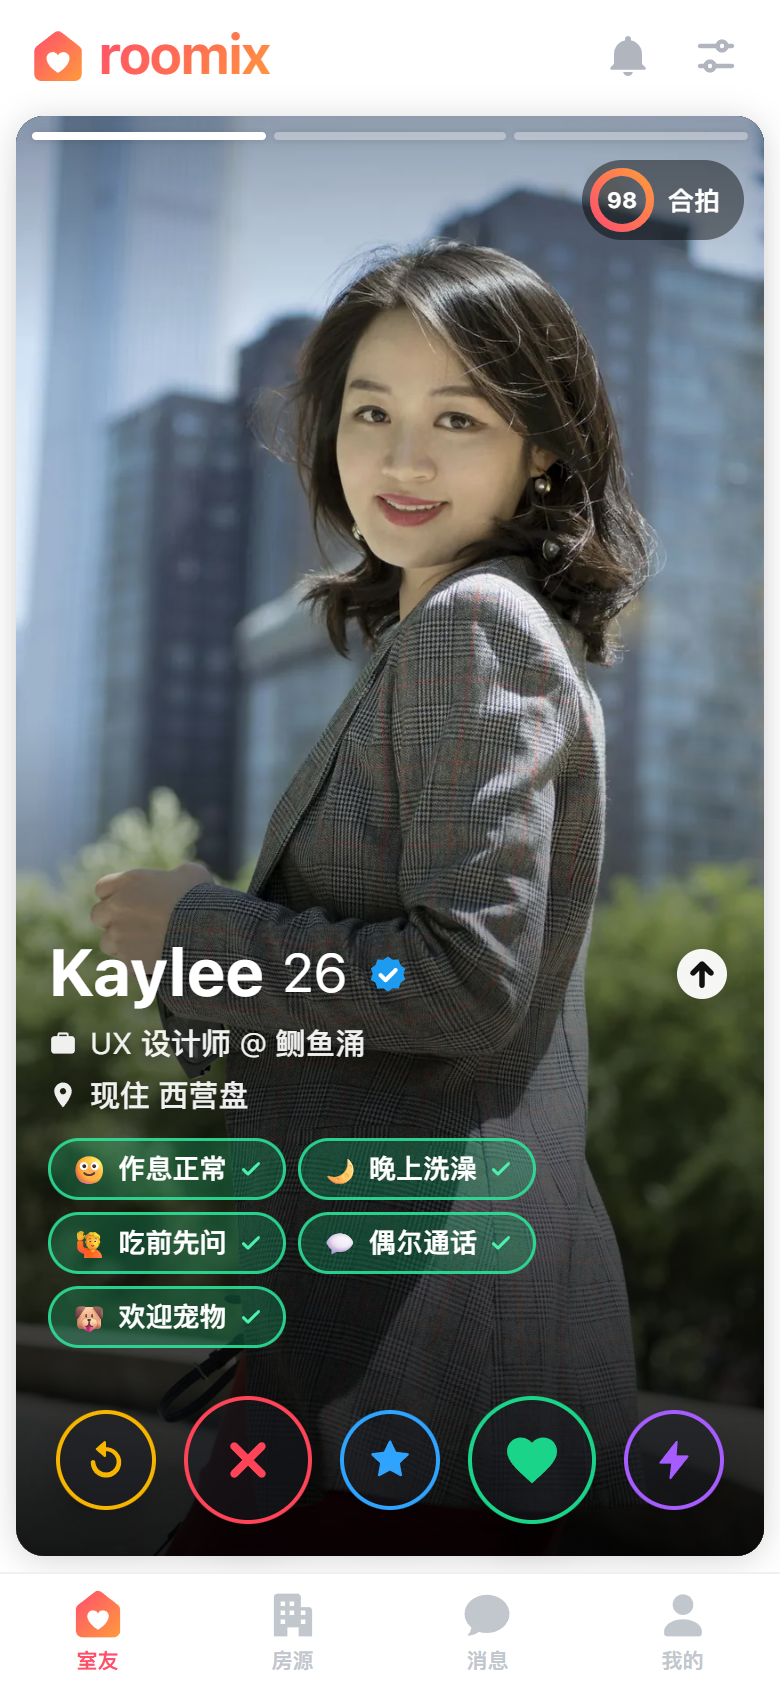 roomix
98 合拍
Kaylee 26
UX 设计师 @ 鲗鱼涌
现住 西营盘
作息正常 晚上洗澡
吃前先问 偶尔通话
欢迎宠物
室友 房源 消息 我的